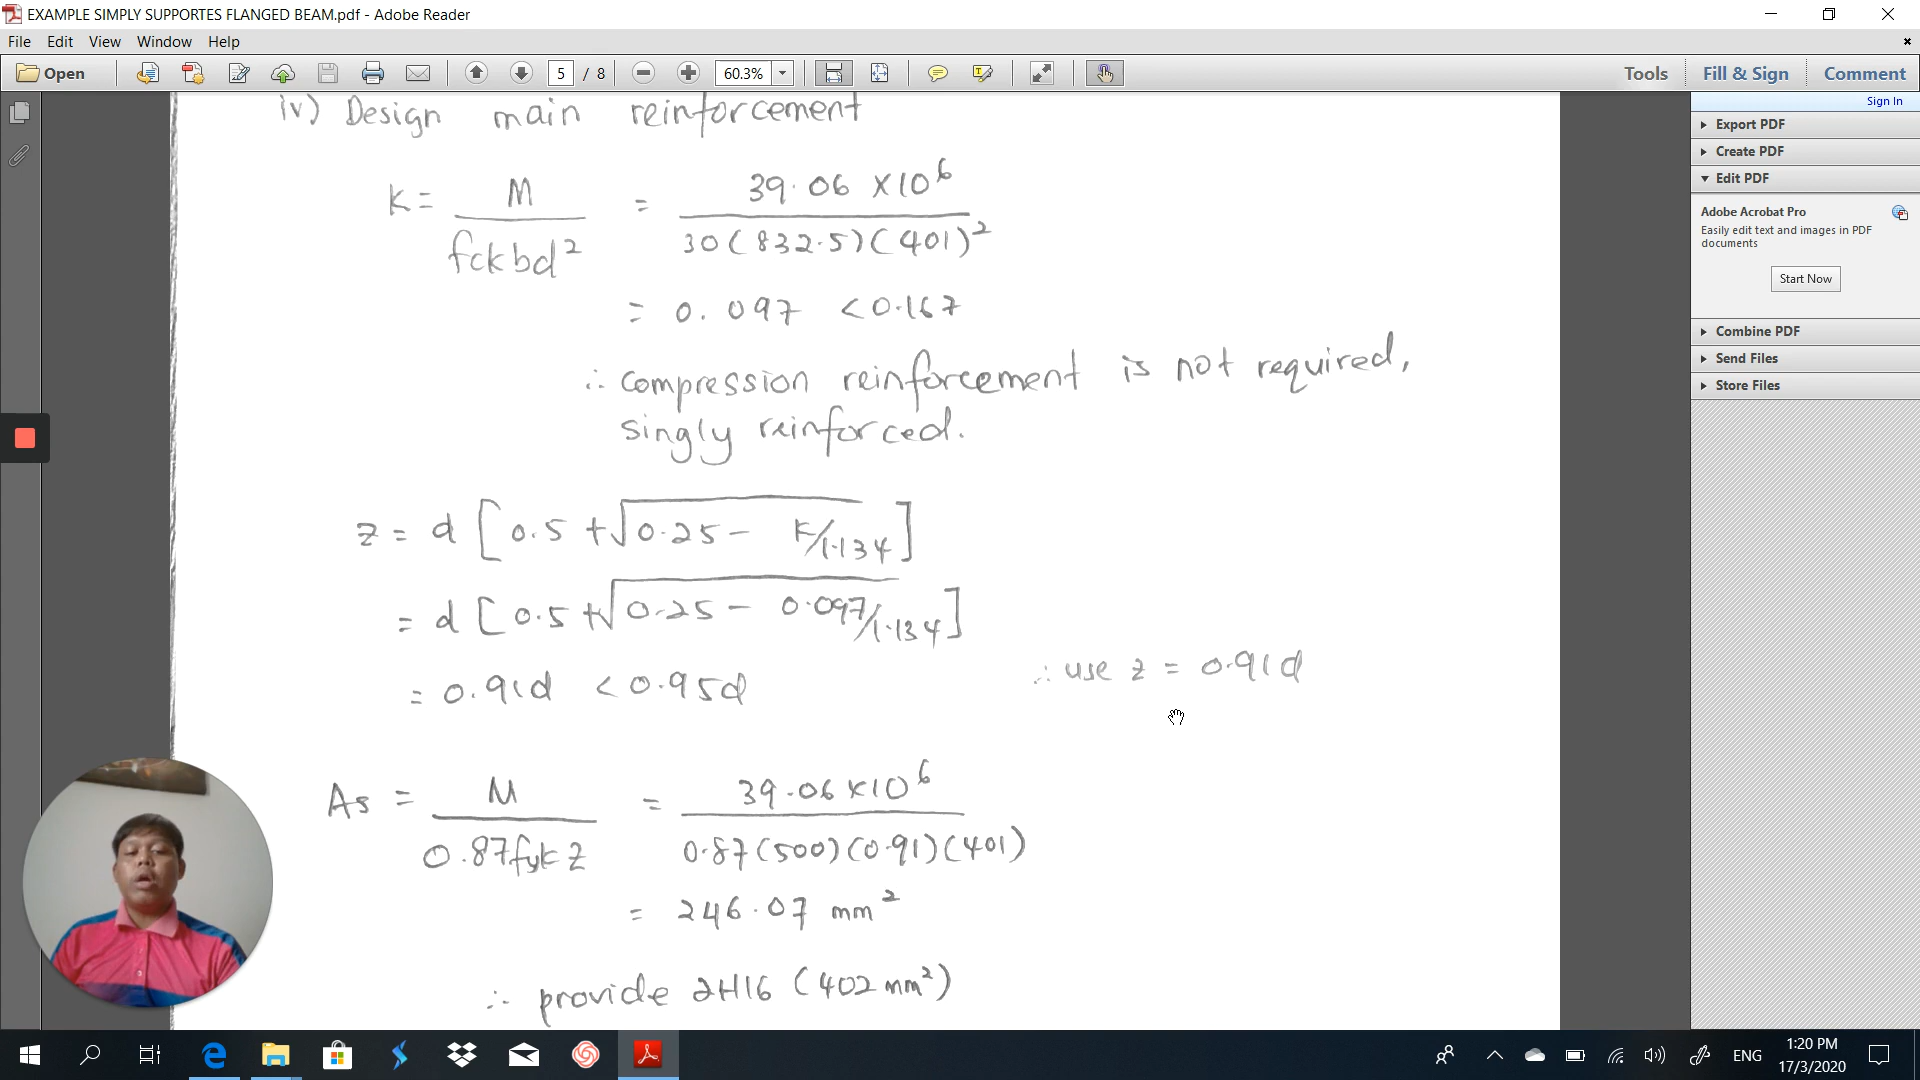 EXAMPLE SIMPLY SUPPORTES FLANGED BEAM.pdf - Adobe Reader
File Edit View Window Help
Open 5 / 8 60.3% Tools Fill & Sign Comment
Sign In
Export PDF
Create PDF
Edit PDF
Adobe Acrobat Pro
Easily edit text and images in PDF
documents
Start Now
Combine PDF
Send Files
Store Files
iv) Design main reinforcement
K = M / fckbd² = 39.06 ×10⁶ / 30(832.5)(401)²
= 0.097 < 0.167
∴ compression reinforcement is not required,
singly reinforced.
z = d [0.5 + √0.25 - K/1.134]
= d [0.5 + √0.25 - 0.097/1.134]
= 0.91d < 0.95d ∴ use z = 0.91d
As = M / 0.87fykz = 39.06 ×10⁶ / 0.87(500)(0.91)(401)
= 246.07 mm²
∴ provide 2H16 (402 mm²)
ENG
1:20 PM
17/3/2020